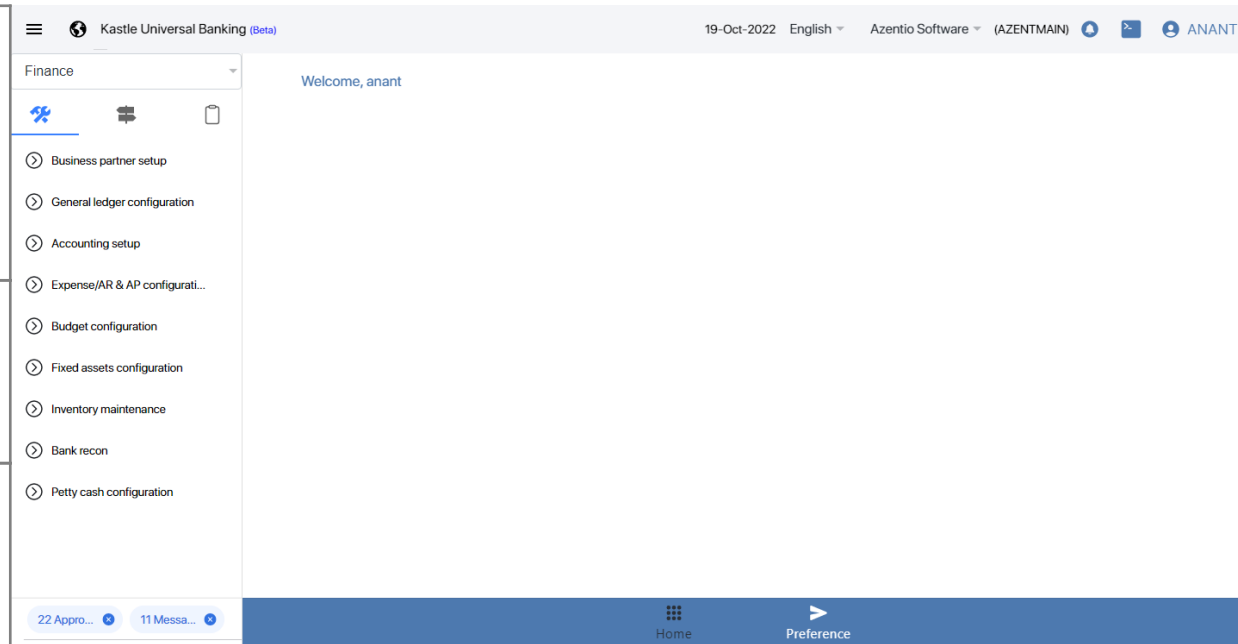 Kastle Universal Banking (Beta) 19-Oct-2022 English Azentio Software (AZENTMAIN) >- ANANT
Finance
Welcome, anant
Business partner setup
General ledger configuration
Accounting setup
Expense/AR & AP configurati...
Budget configuration
Fixed assets configuration
Inventory maintenance
Bank recon
Petty cash configuration
22 Appro... 11 Messa...
Home Preference